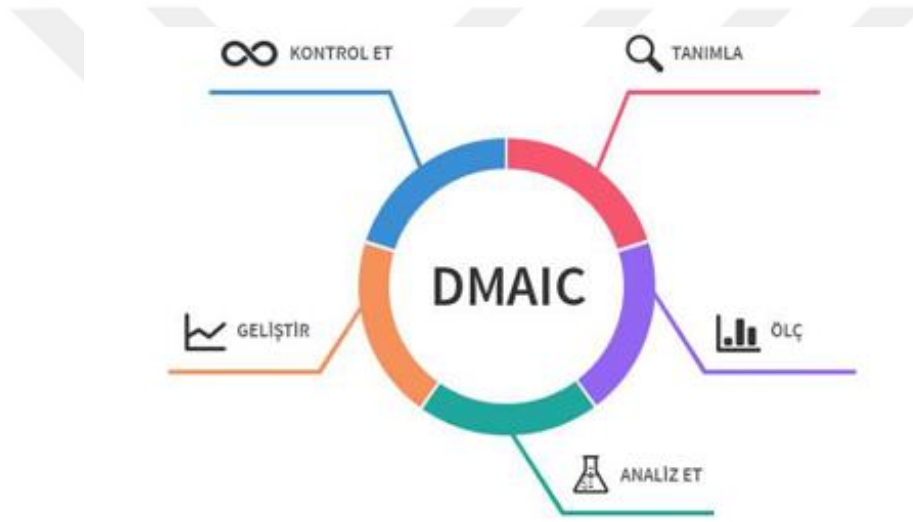 KONTROL ET
TANIMLA
DMAIC
GELİŞTİR
ÖLÇ
ANALİZ ET